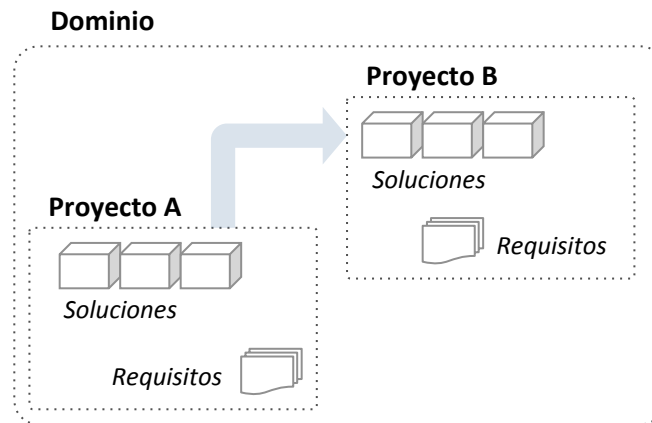 Dominio
Proyecto B
Soluciones
Requisitos
Proyecto A
Soluciones
Requisitos